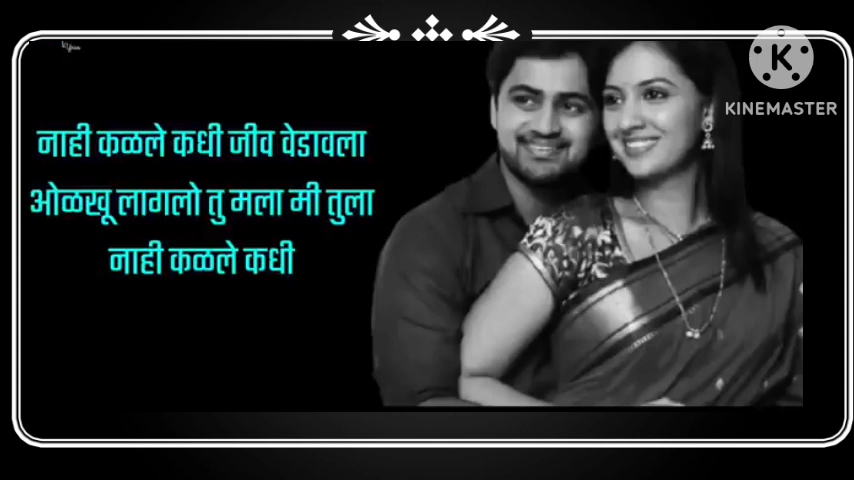 नाही कळले कधी जीव वेडावला
ओळखू लागलो तु मला मी तुला
नाही कळले कधी
K
KINEMASTER